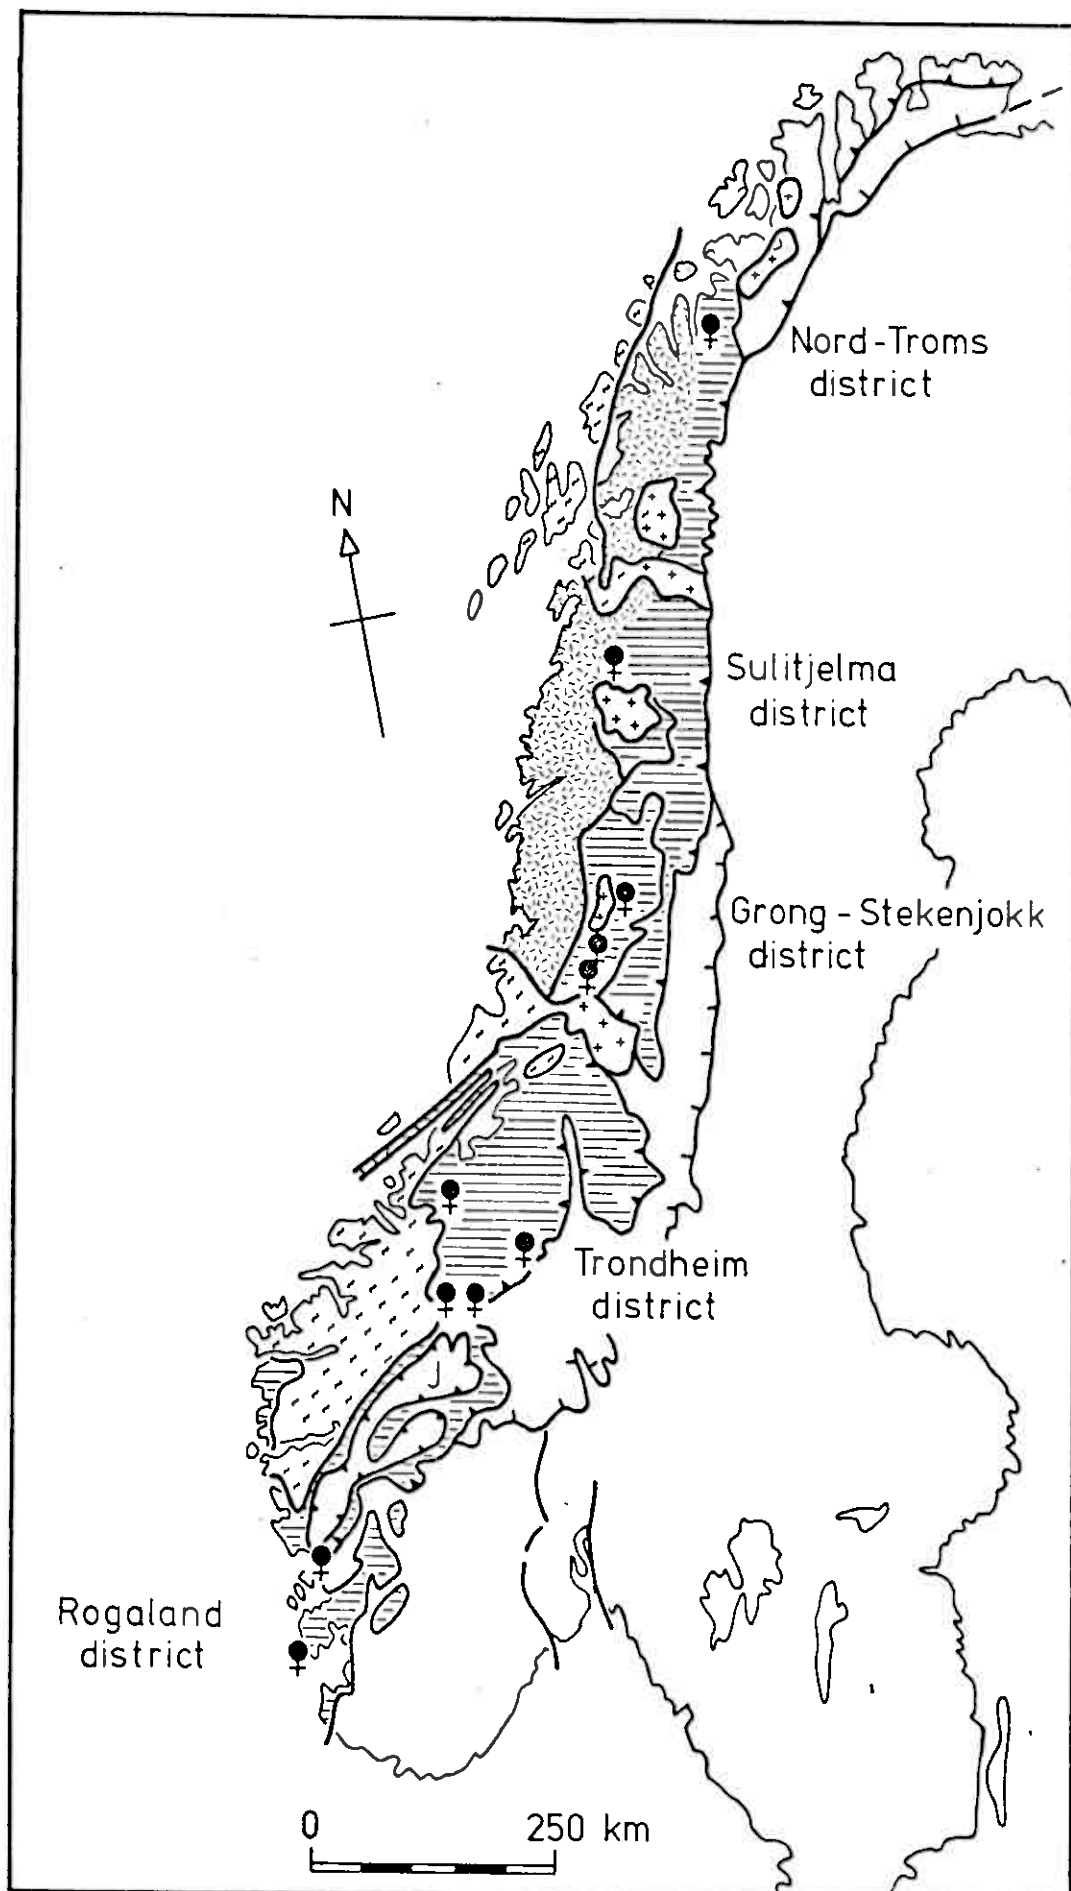 Nord-Troms
district
N
Sulitjelma
district
Grong-Stekenjokk
district
Trondheim
district
J
Rogaland
district
0 250 km